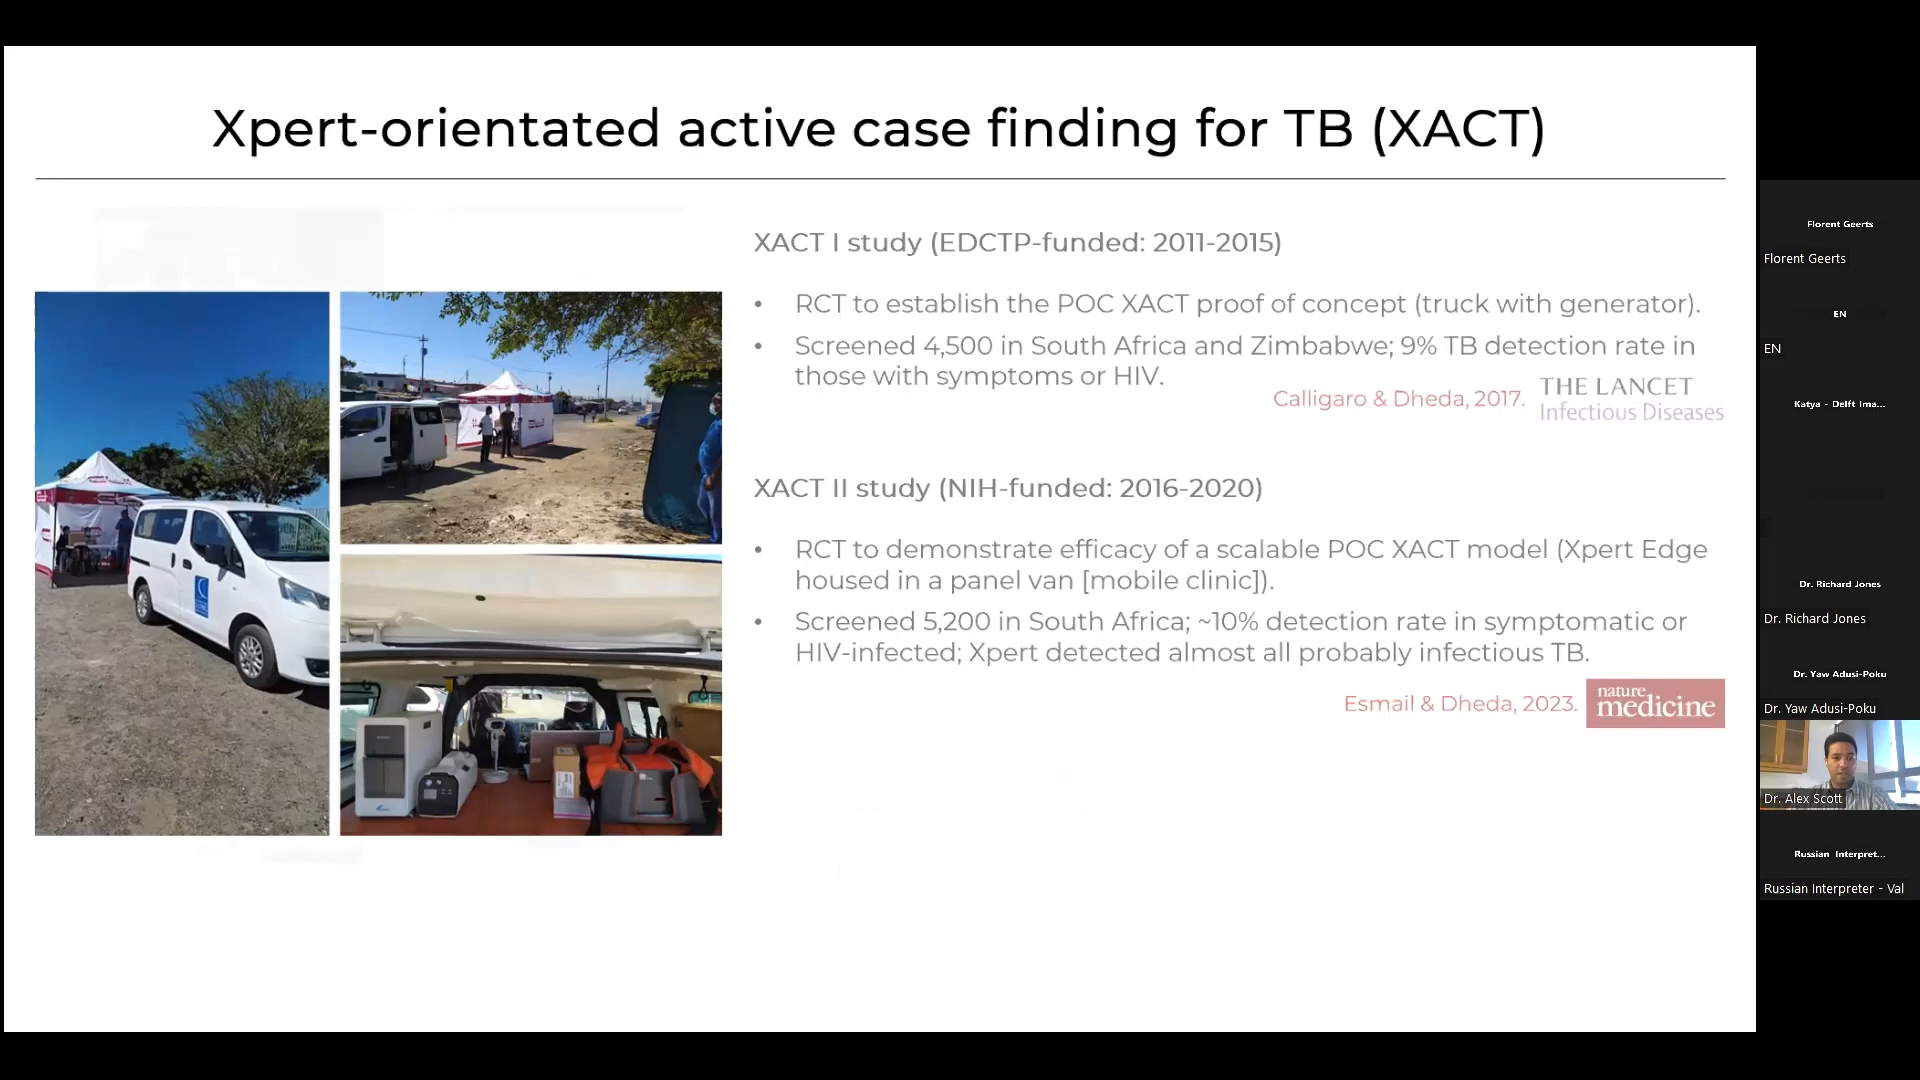 Xpert-orientated active case finding for TB (XACT)
XACT I study (EDCTP-funded: 2011-2015)
• RCT to establish the POC XACT proof of concept (truck with generator).
• Screened 4,500 in South Africa and Zimbabwe; 9% TB detection rate in
those with symptoms or HIV.
Calligaro & Dheda, 2017.
THE LANCET
Infectious Diseases
XACT II study (NIH-funded: 2016-2020)
• RCT to demonstrate efficacy of a scalable POC XACT model (Xpert Edge
housed in a panel van [mobile clinic]).
• Screened 5,200 in South Africa; ~10% detection rate in symptomatic or
HIV-infected; Xpert detected almost all probably infectious TB.
Esmail & Dheda, 2023.
nature
medicine
Florent Geerts
Florent Geerts
EN
EN
Katya - Delft Ima...
Dr. Richard Jones
Dr. Richard Jones
Dr. Yaw Adusi-Poku
Dr. Yaw Adusi-Poku
Dr. Alex Scott
Russian Interpret...
Russian Interpreter - Val